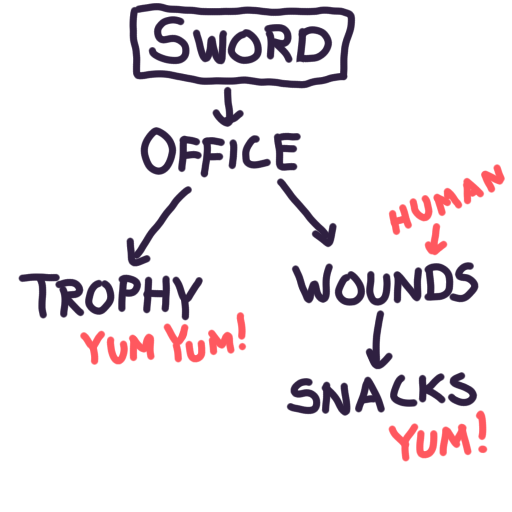 SWORD
OFFICE
HUMAN
TROPHY
WOUNDS
YUM YUM!
SNACKS
YUM!